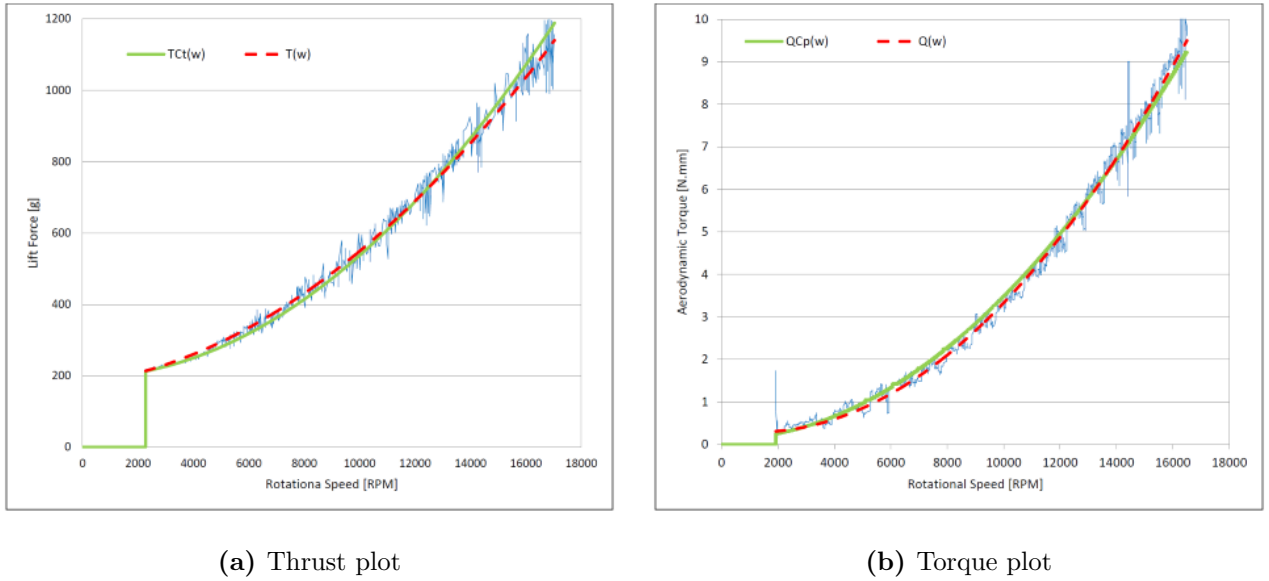 1200
TCt(w) T(w)
1000
800
600
400
200
0
Lift Force [g]
0 2000 4000 6000 8000 10000 12000 14000 16000 18000
Rotationa Speed [RPM]
(a) Thrust plot
10
QCp(w) Q(w)
9
8
7
6
5
4
3
2
1
0
Aerodynamic Torque [N.mm]
0 2000 4000 6000 8000 10000 12000 14000 16000 18000
Rotational Speed [RPM]
(b) Torque plot